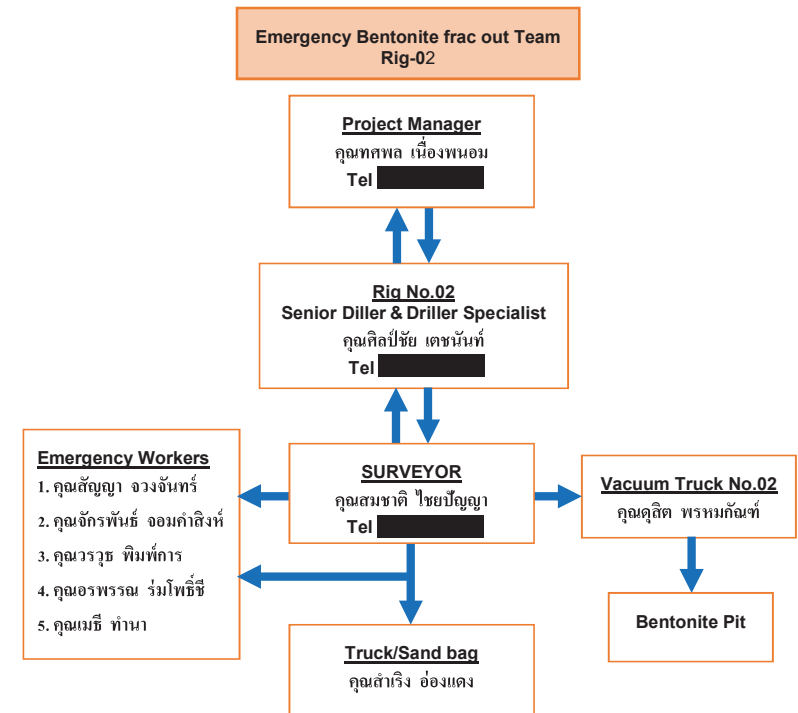 Emergency Bentonite frac out Team
Rig-02
Project Manager
คุณทศพล เนื่องพนอม
Tel
Rig No.02
Senior Diller & Driller Specialist
คุณศิลป์ชัย เตชนันท์
Tel
SURVEYOR
คุณสมชาติ ไชยปัญญา
Tel
Emergency Workers
1. คุณสัญญา จวงจันทร์
2. คุณจักรพันธ์ จอมคำสิงห์
3. คุณวรวุธ พิมพ์การ
4. คุณอรพรรณ ร่มโพธิ์ชี
5. คุณเมธี ทำนา
Vacuum Truck No.02
คุณดุสิต พรหมกัณฑ์
Bentonite Pit
Truck/Sand bag
คุณสำเริง อ่องแดง